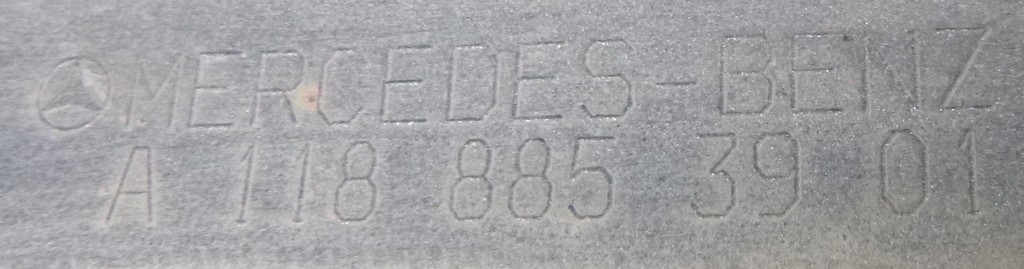 MERCEDES-BENZ
A 118 885 39 01